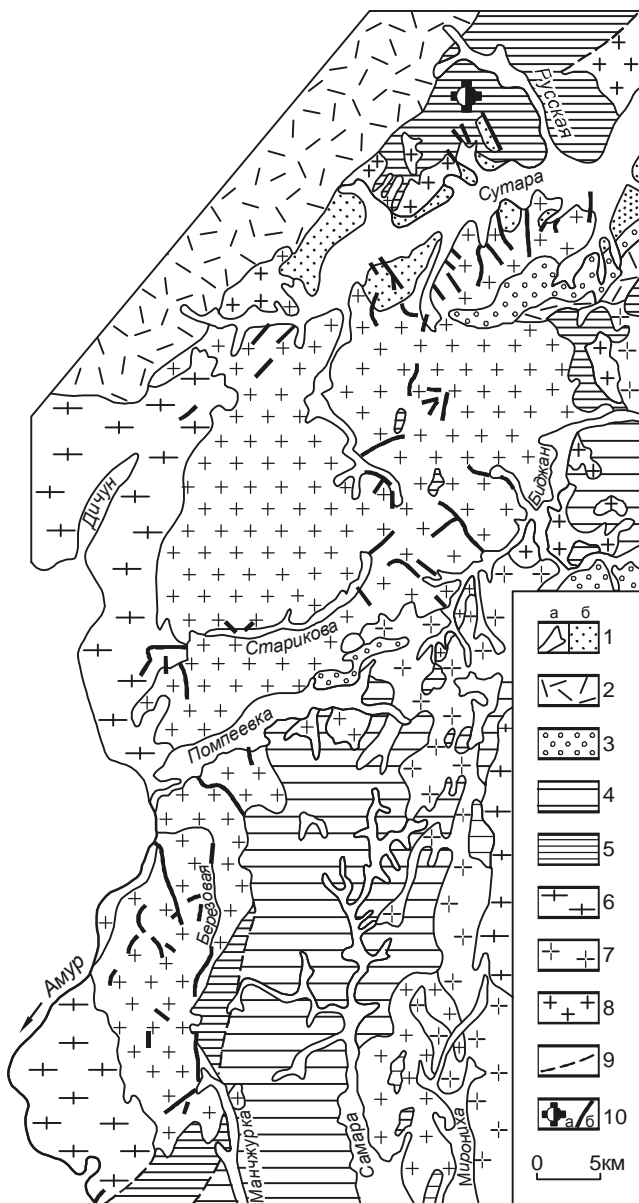 Русская
Сутара
Биджан
Дичун
Старикова
Помпеевка
Березовая
Амур
Манчжурка
Самара
Мирониха
а б
1
2
3
4
5
6
7
8
9
а б 10
0 5км